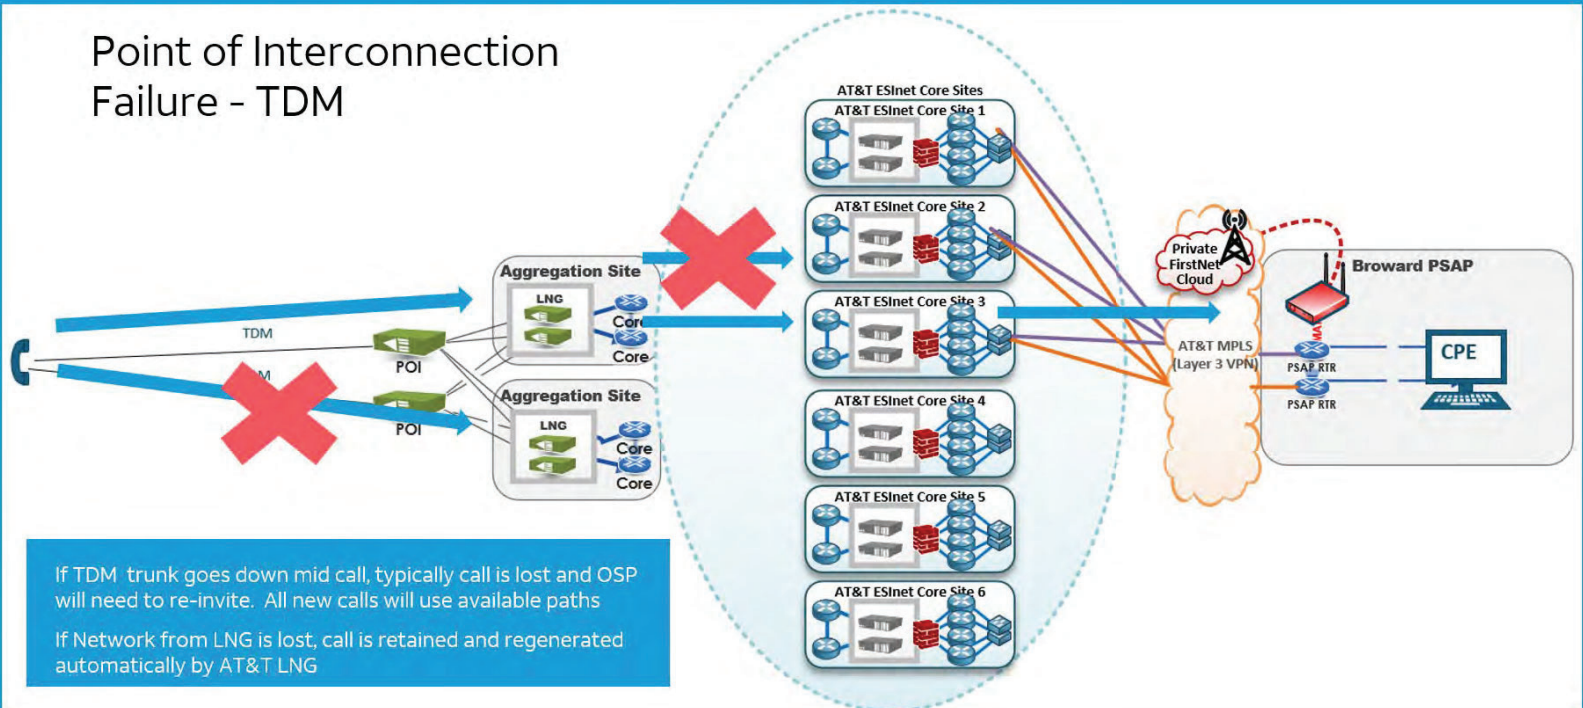 Point of Interconnection
Failure - TDM
AT&T ESInet Core Sites
AT&T ESInet Core Site 1
AT&T ESInet Core Site 2
AT&T ESInet Core Site 3
AT&T ESInet Core Site 4
AT&T ESInet Core Site 5
AT&T ESInet Core Site 6
TDM
POI
POI
Aggregation Site
LNG
Core
Core
Aggregation Site
LNG
Core
Core
Private
FirstNet
Cloud
AT&T MPLS
(Layer 3 VPN)
Broward PSAP
PSAP RTR
PSAP RTR
CPE
If TDM trunk goes down mid call, typically call is lost and OSP
will need to re-invite. All new calls will use available paths
If Network from LNG is lost, call is retained and regenerated
automatically by AT&T LNG